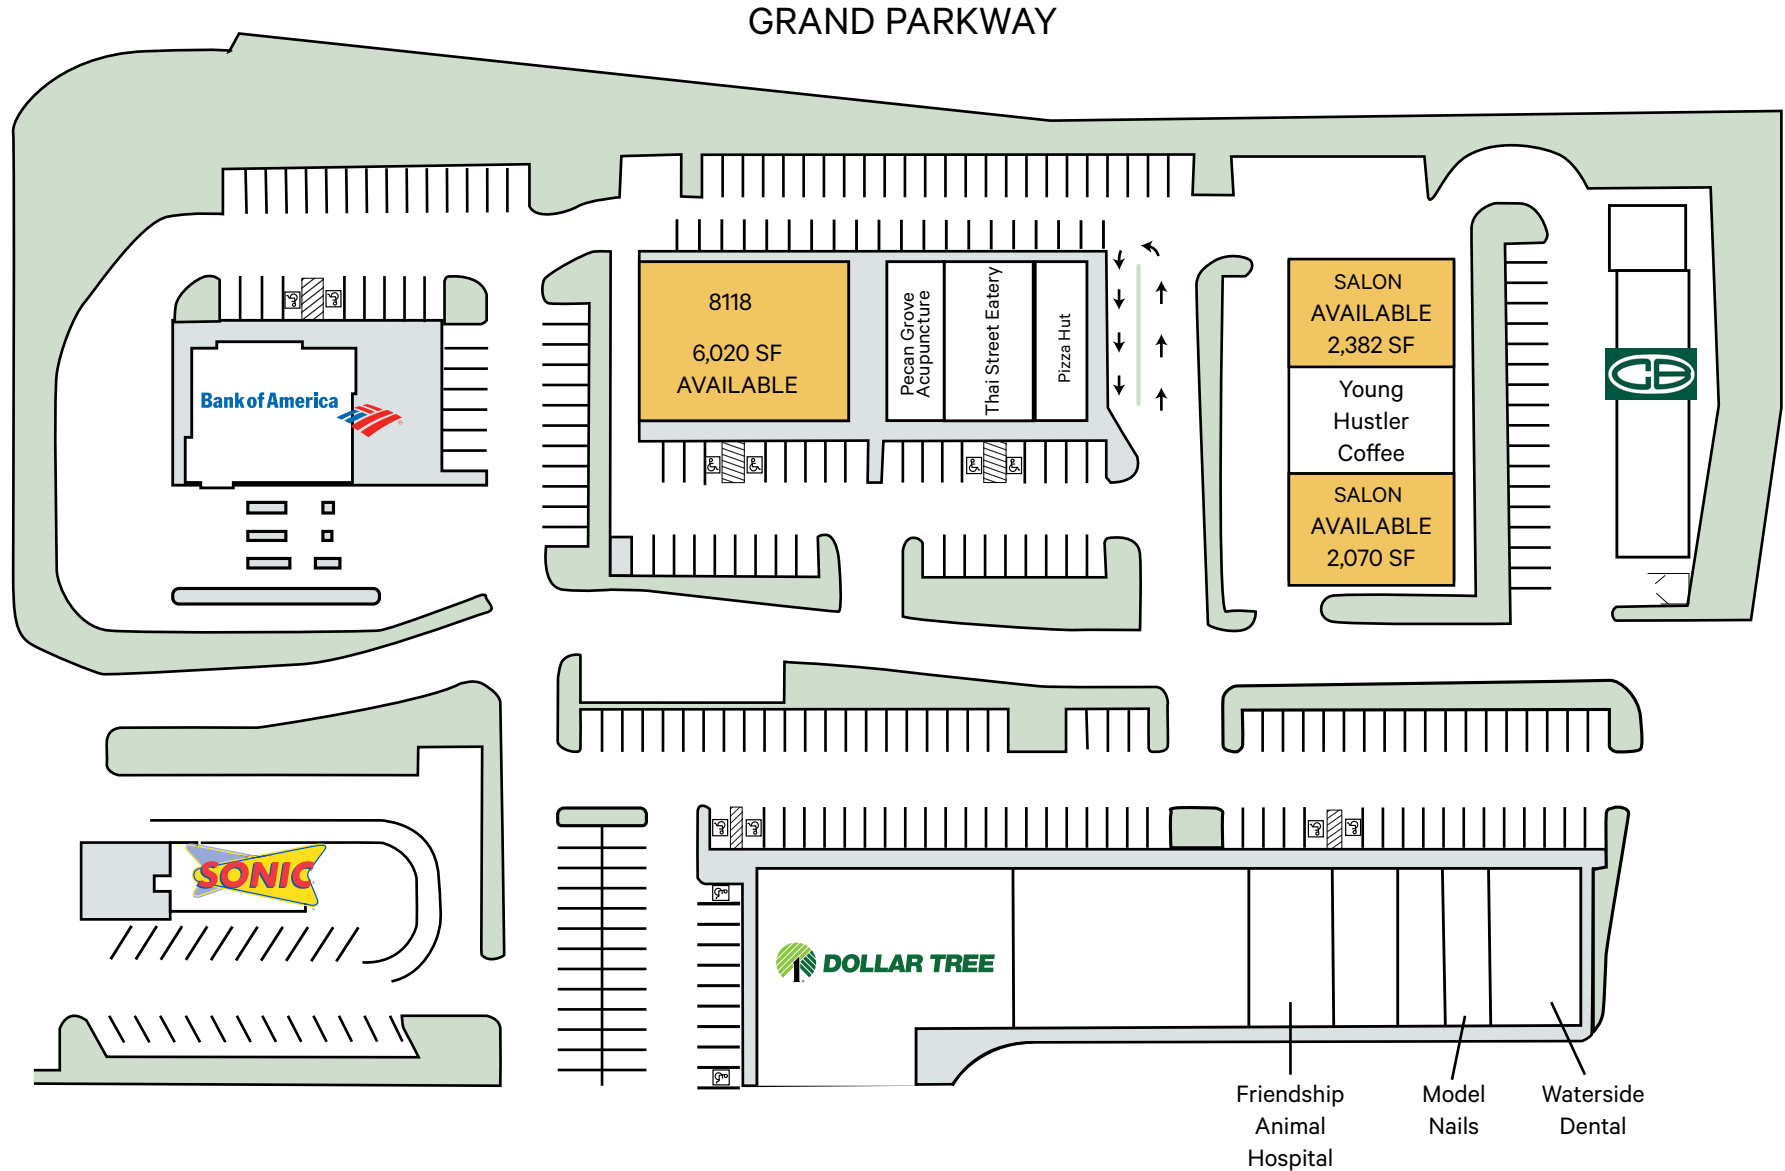 GRAND PARKWAY
8118
6,020 SF
AVAILABLE
Pecan Grove
Acupuncture
Thai Street Eatery
Pizza Hut
SALON
AVAILABLE
2,382 SF
Young
Hustler
Coffee
SALON
AVAILABLE
2,070 SF
CB
Bank of America
SONIC
DOLLAR TREE
Friendship
Animal
Hospital
Model
Nails
Waterside
Dental